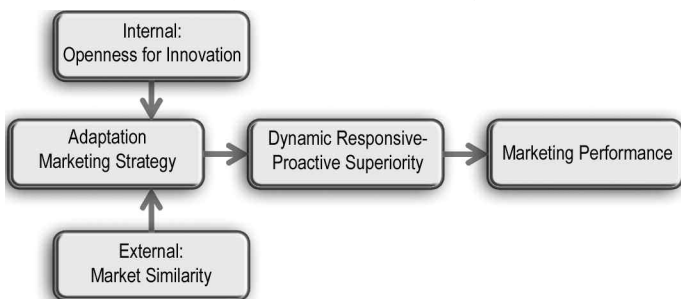 Internal:
Openness for Innovation
Adaptation
Marketing Strategy
Dynamic Responsive-
Proactive Superiority
Marketing Performance
External:
Market Similarity